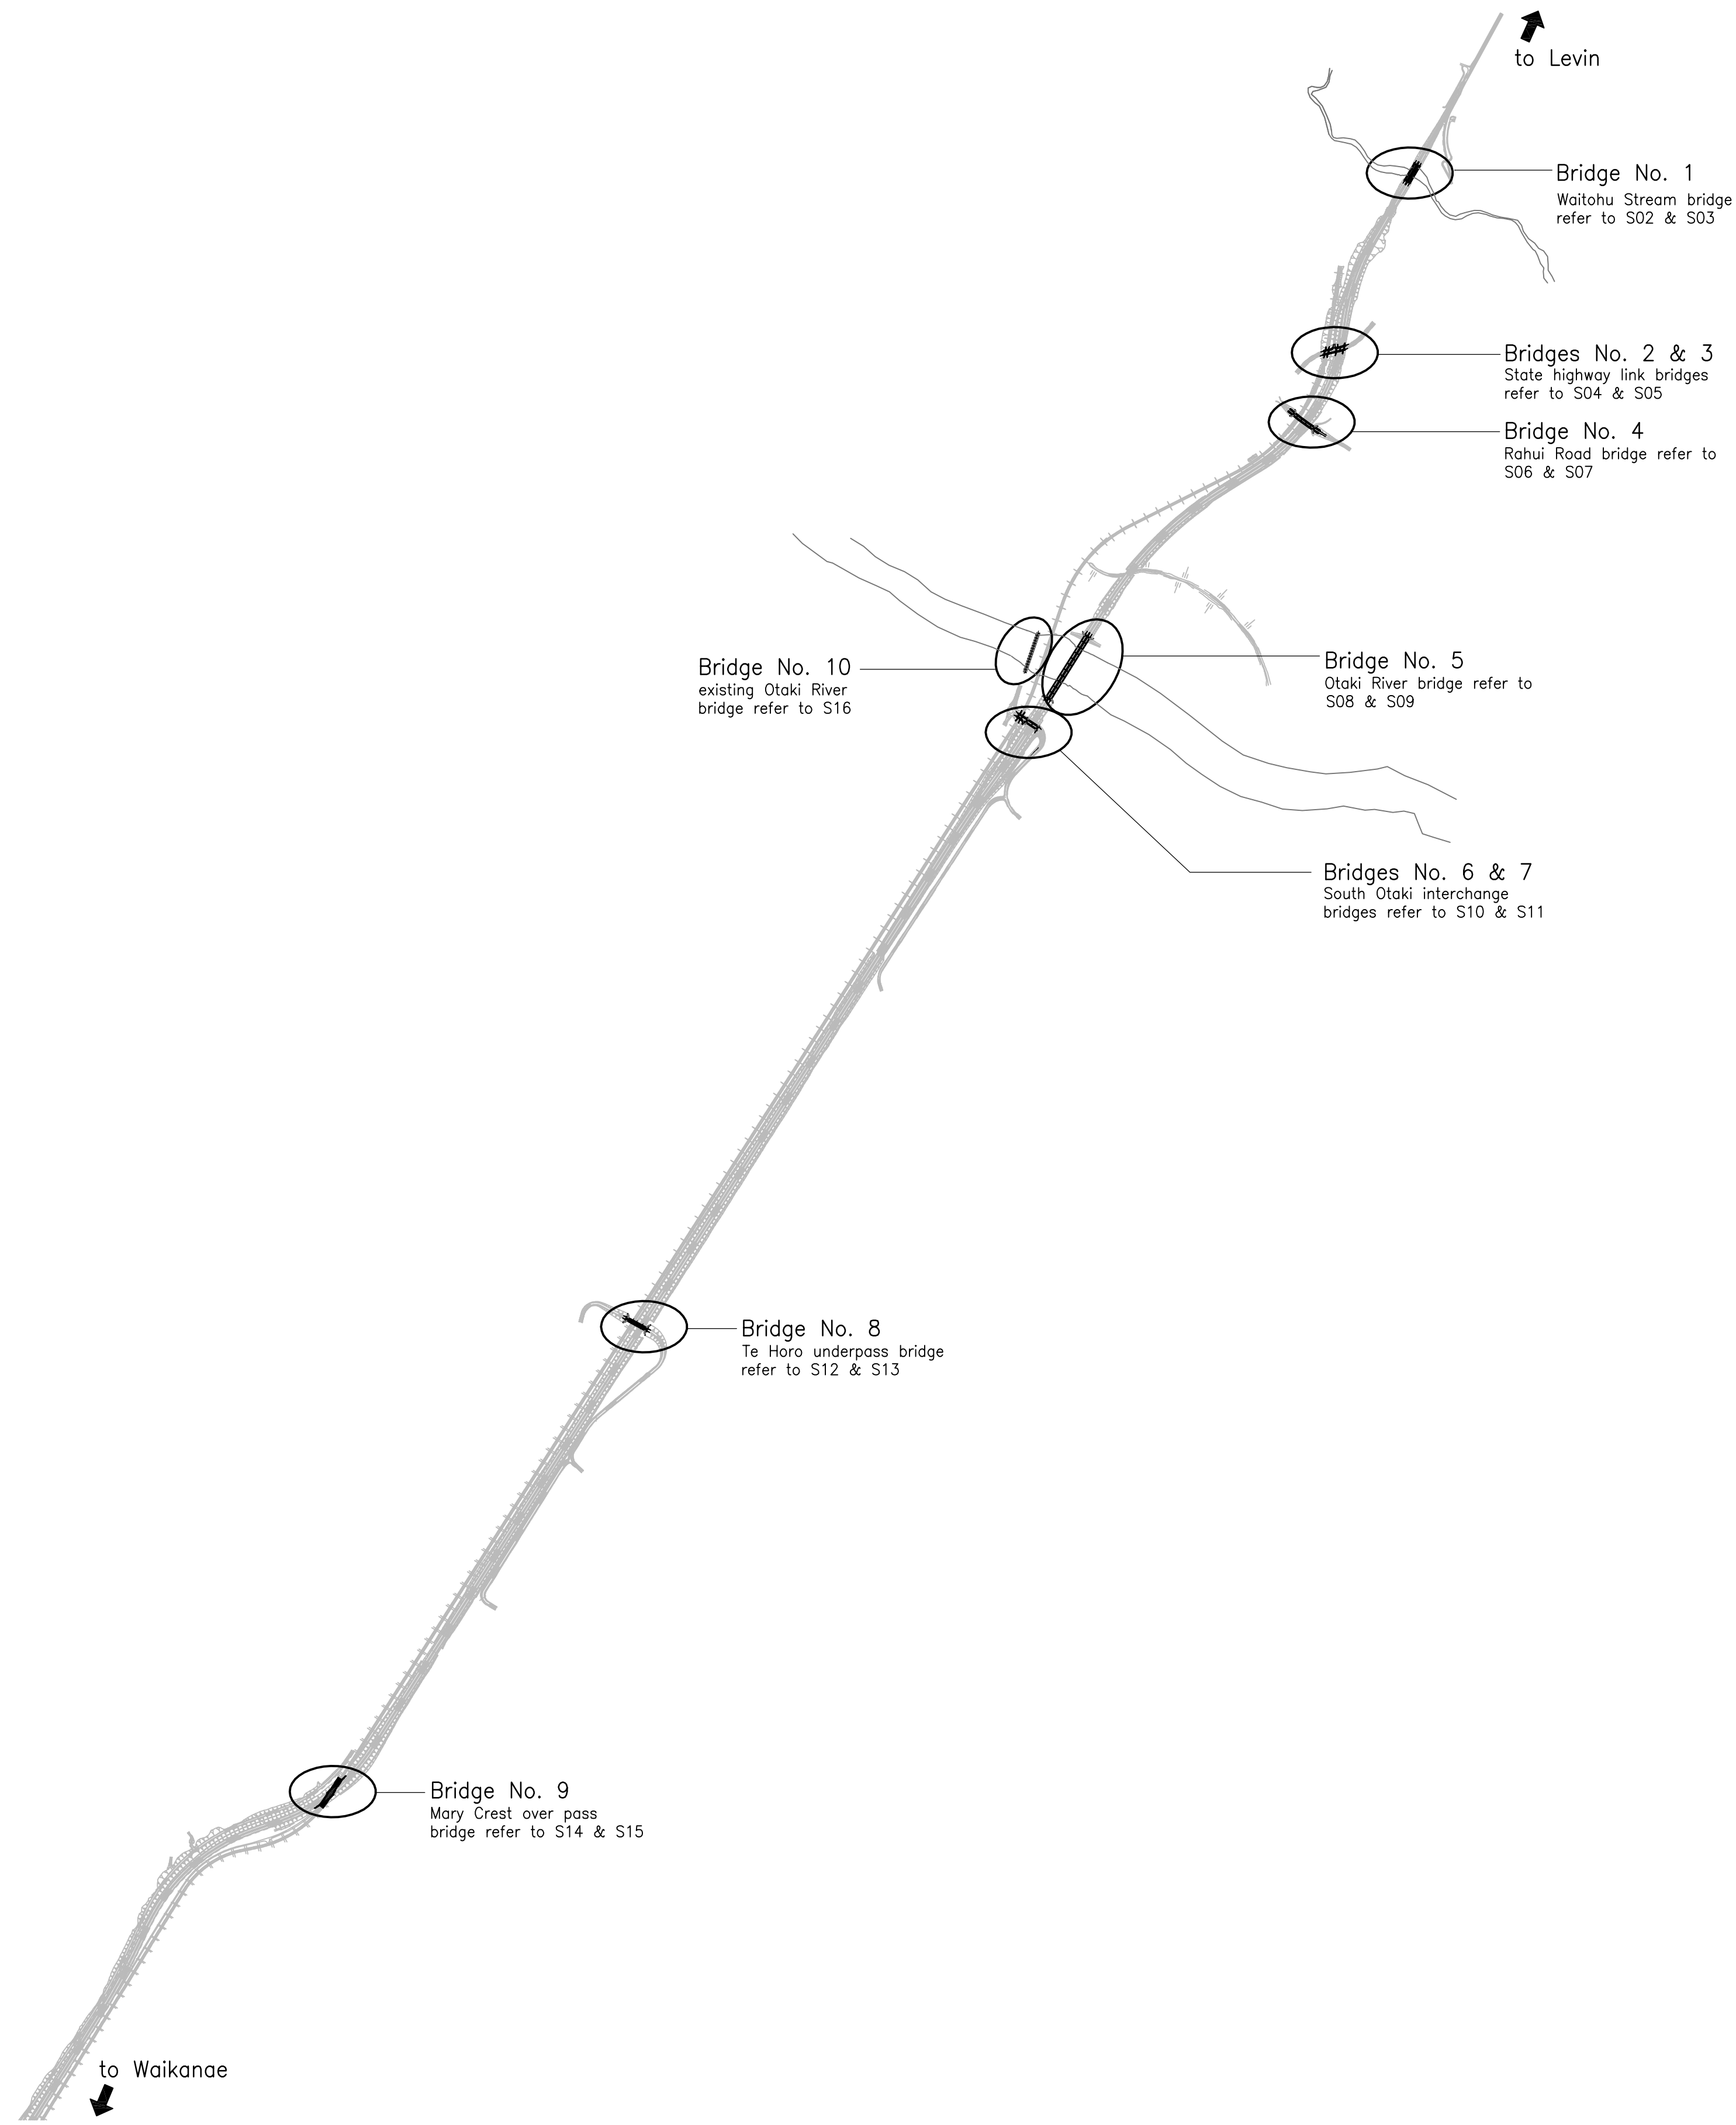 to Levin
Bridge No. 1
Waitohu Stream bridge
refer to S02 & S03
Bridges No. 2 & 3
State highway link bridges
refer to S04 & S05
Bridge No. 4
Rahui Road bridge refer to
S06 & S07
Bridge No. 10
existing Otaki River
bridge refer to S16
Bridge No. 5
Otaki River bridge refer to
S08 & S09
Bridges No. 6 & 7
South Otaki interchange
bridges refer to S10 & S11
Bridge No. 8
Te Horo underpass bridge
refer to S12 & S13
Bridge No. 9
Mary Crest over pass
bridge refer to S14 & S15
to Waikanae